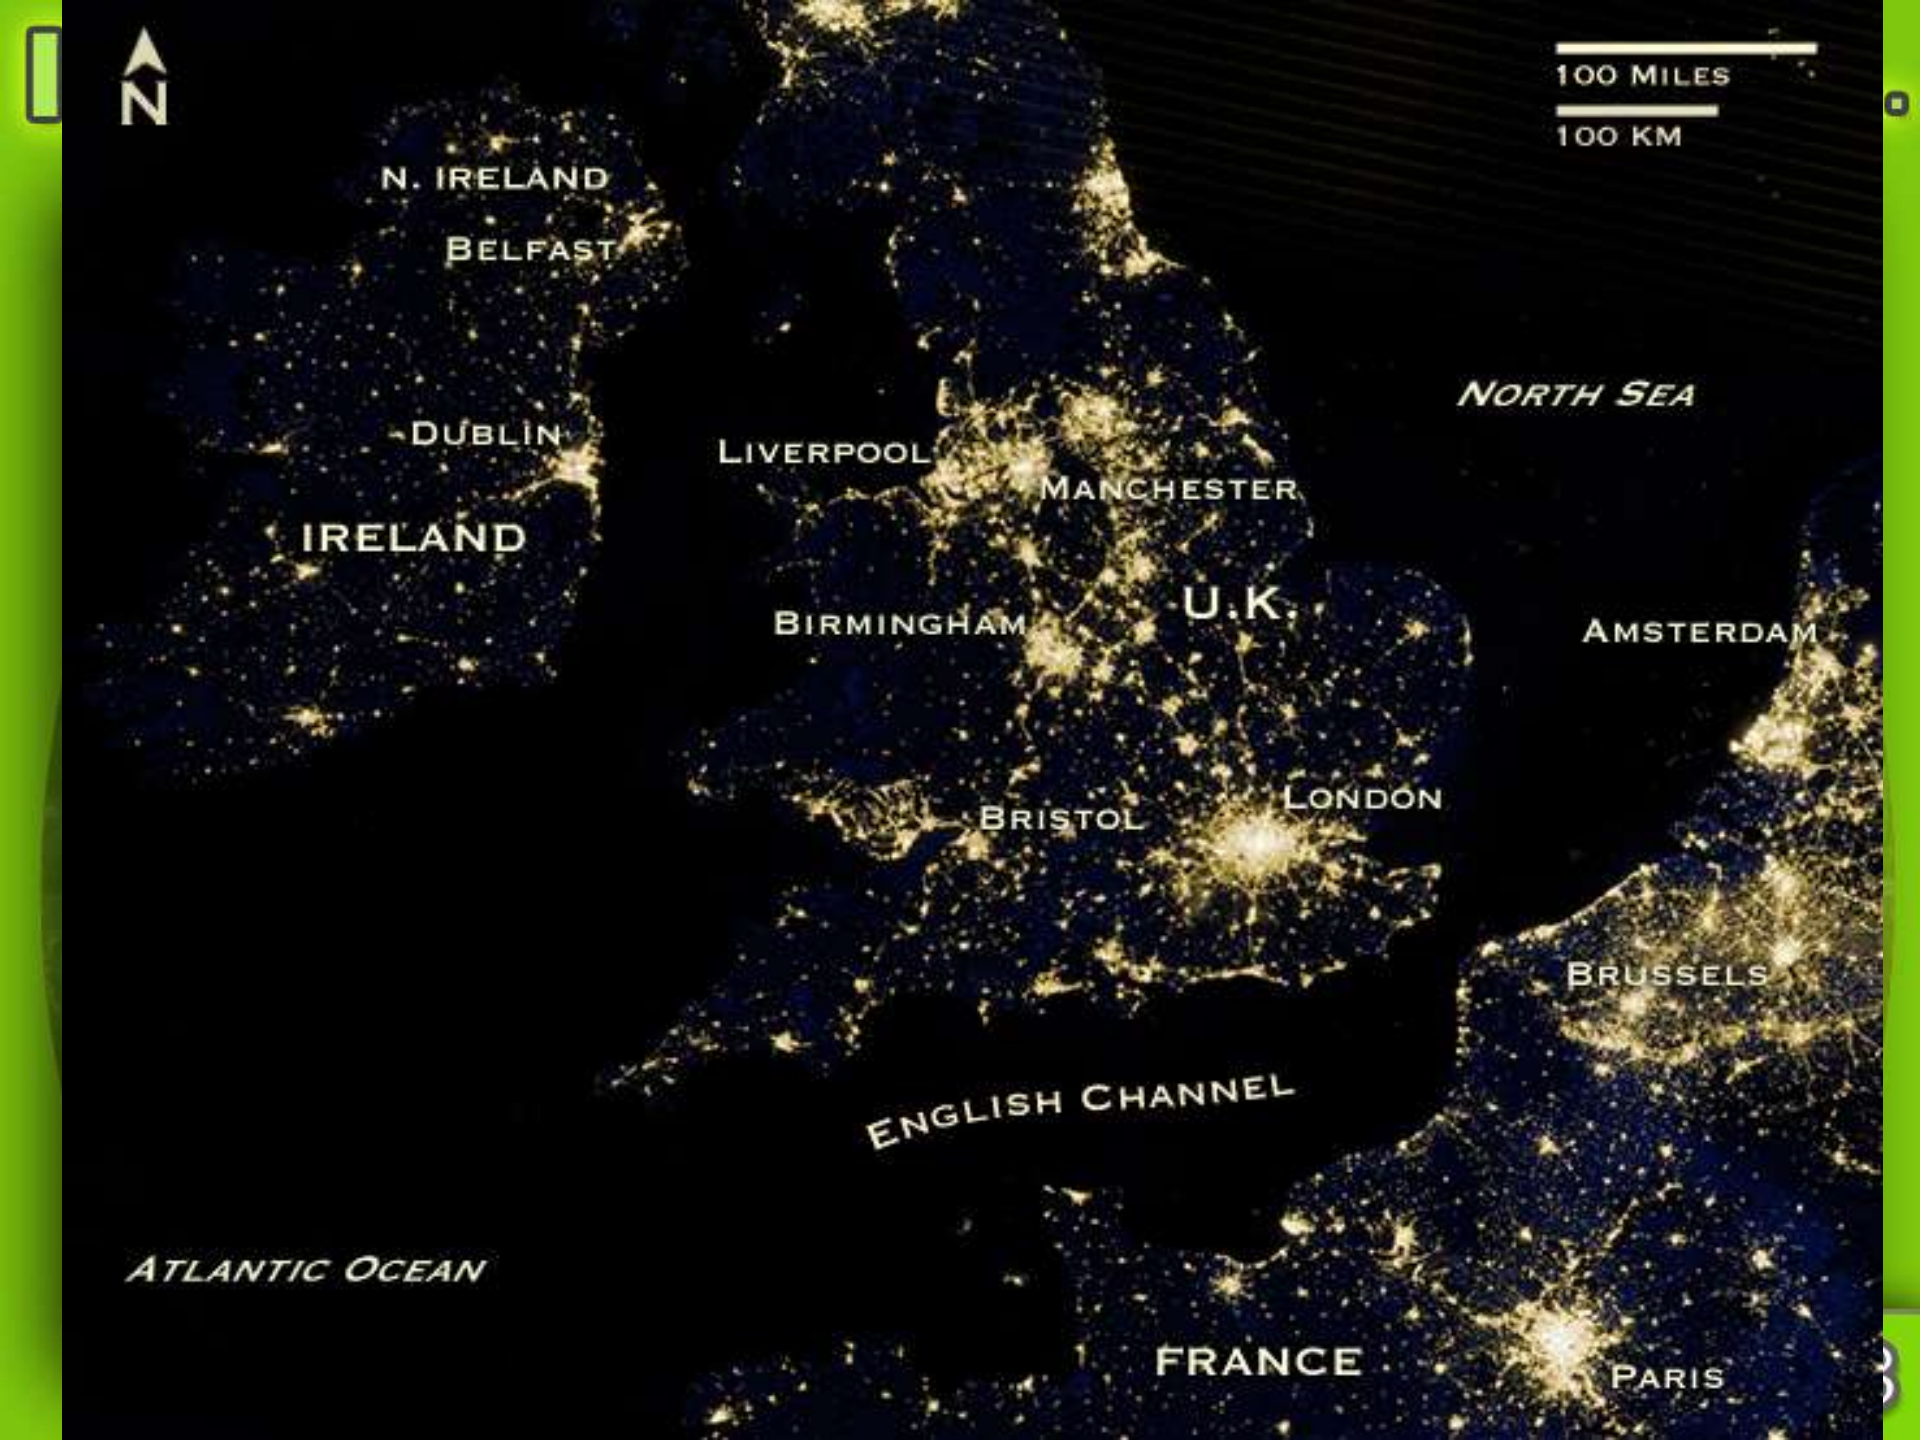 N
100 MILES
100 KM
N. IRELAND
BELFAST
NORTH SEA
DUBLIN
LIVERPOOL
MANCHESTER
IRELAND
U.K.
BIRMINGHAM
AMSTERDAM
LONDON
BRISTOL
BRUSSELS
ENGLISH CHANNEL
ATLANTIC OCEAN
FRANCE
PARIS